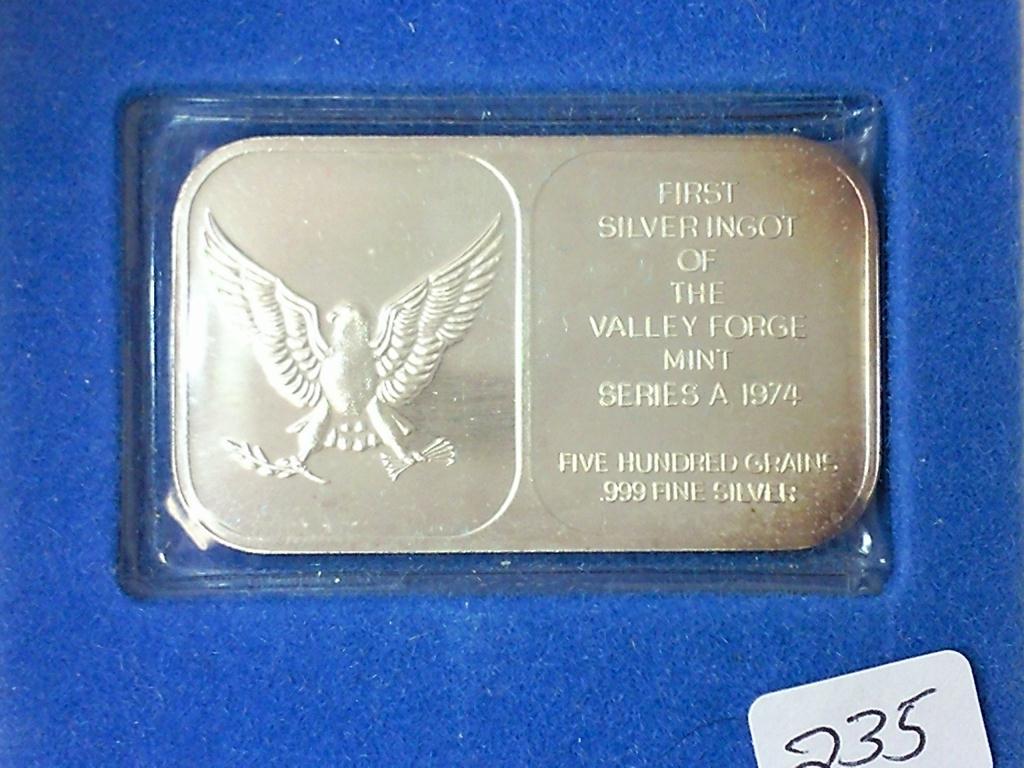 FIRST
SILVER INGOT
OF
THE
VALLEY FORGE
MINT
SERIES A 1974
FIVE HUNDRED GRAINS
.999 FINE SILVER
235